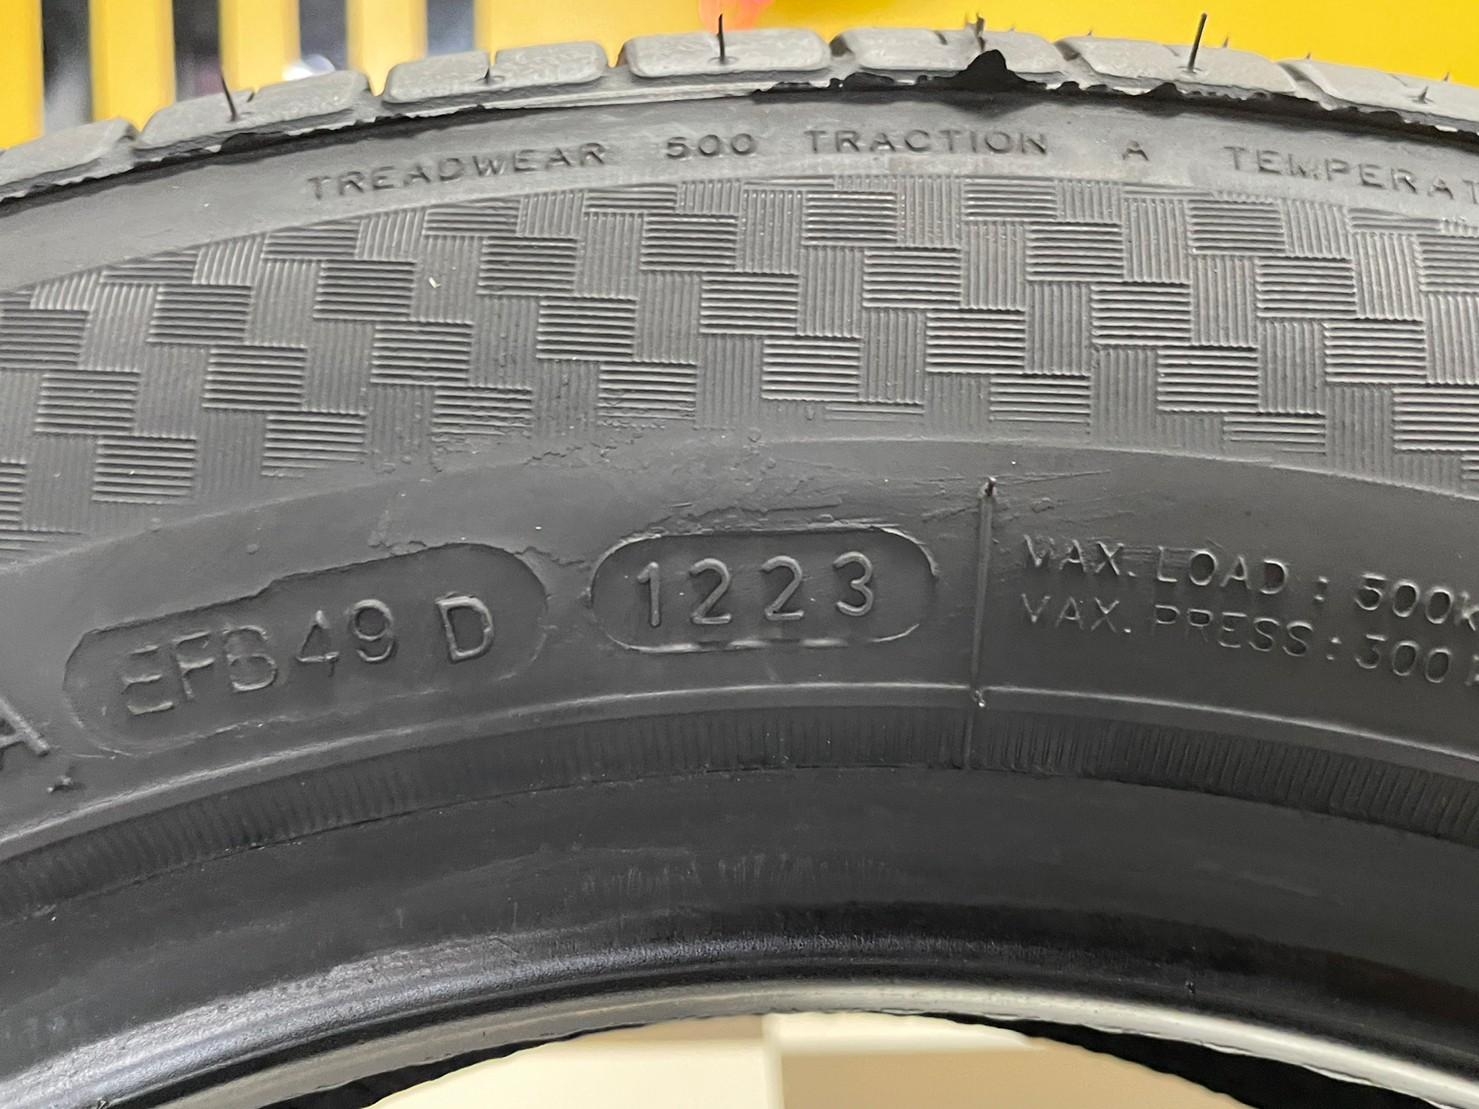 TREADWEAR 500 TRACTION A TEMPERAT
EFB49 D
1223
MAX. LOAD : 500K
MAX. PRESS : 300
A